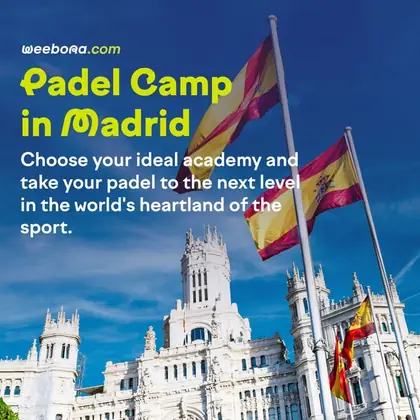 weebora.com
Padel Camp
in Madrid
Choose your ideal academy and
take your padel to the next level
in the world's heartland of the
sport.